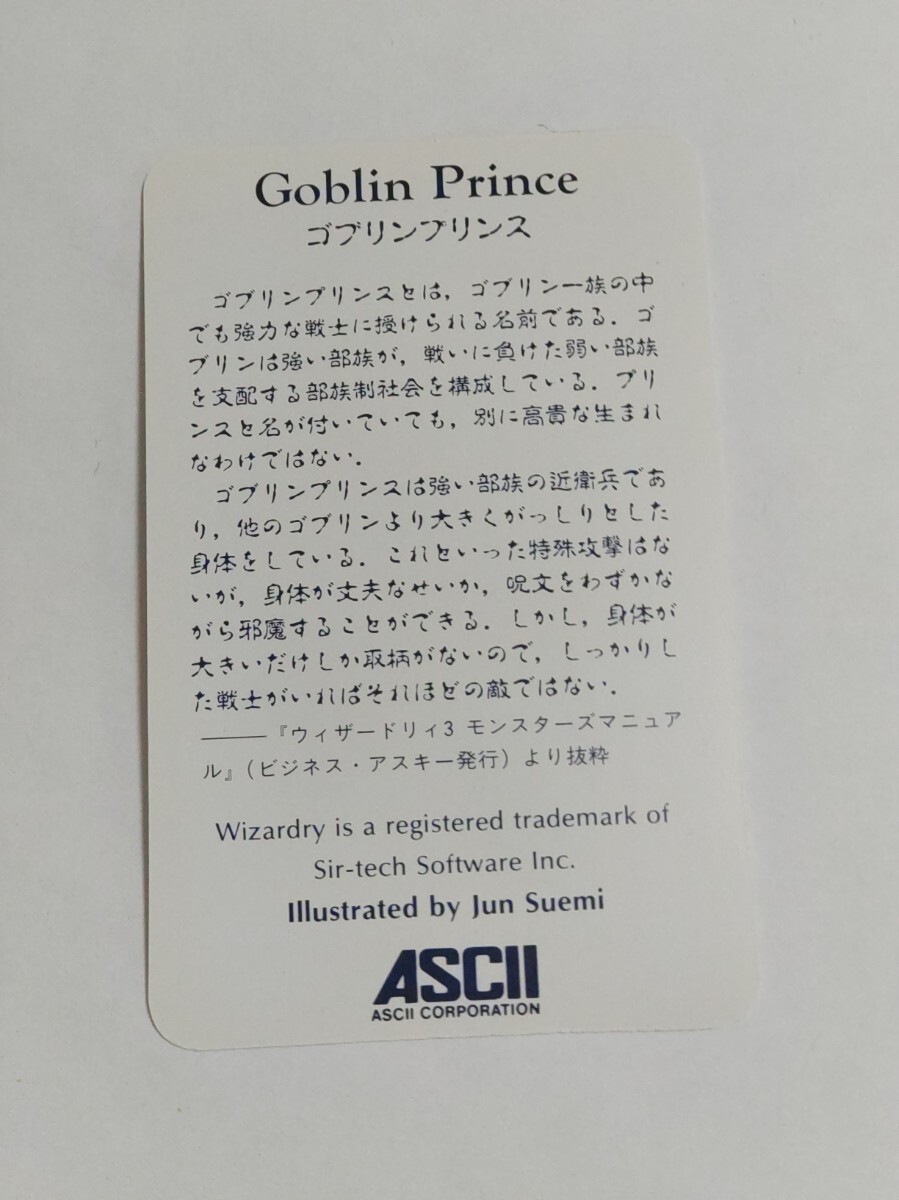 Goblin Prince
ゴブリンプリンス
ゴブリンプリンスとは，ゴブリン一族の中
でも強力な戦士に授けられる名前である．ゴ
ブリンは強い部族が，戦いに負けた弱い部族
を支配する部族制社会を構成している．プリ
ンスと名が付いていても，別に高貴な生まれ
なわけではない．
ゴブリンプリンスは強い部族の近衛兵であ
り，他のゴブリンより大きくがっしりとした
身体をしている．これといった特殊攻撃はな
いが，身体が丈夫なせいか，呪文をわずかな
がら邪魔することができる．しかし，身体が
大きいだけしか取柄がないので，しっかりし
た戦士がいればそれほどの敵ではない．
———『ウィザードリィ3 モンスターズマニュア
ル』（ビジネス・アスキー発行）より抜粋
Wizardry is a registered trademark of
Sir-tech Software Inc.
Illustrated by Jun Suemi
ASCII
ASCII CORPORATION